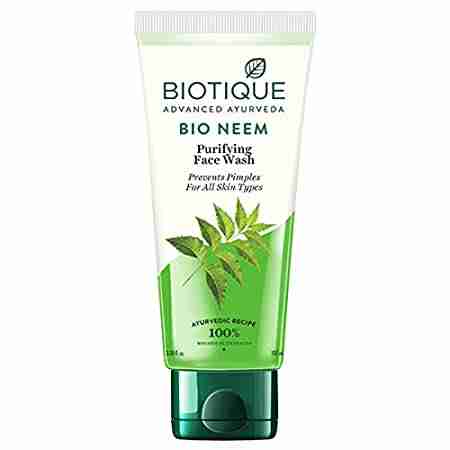 BIOTIQUE
ADVANCED AYURVEDA
BIO NEEM
Purifying
Face Wash
Prevents Pimples
For All Skin Types
AYURVEDIC RECIPE
100%